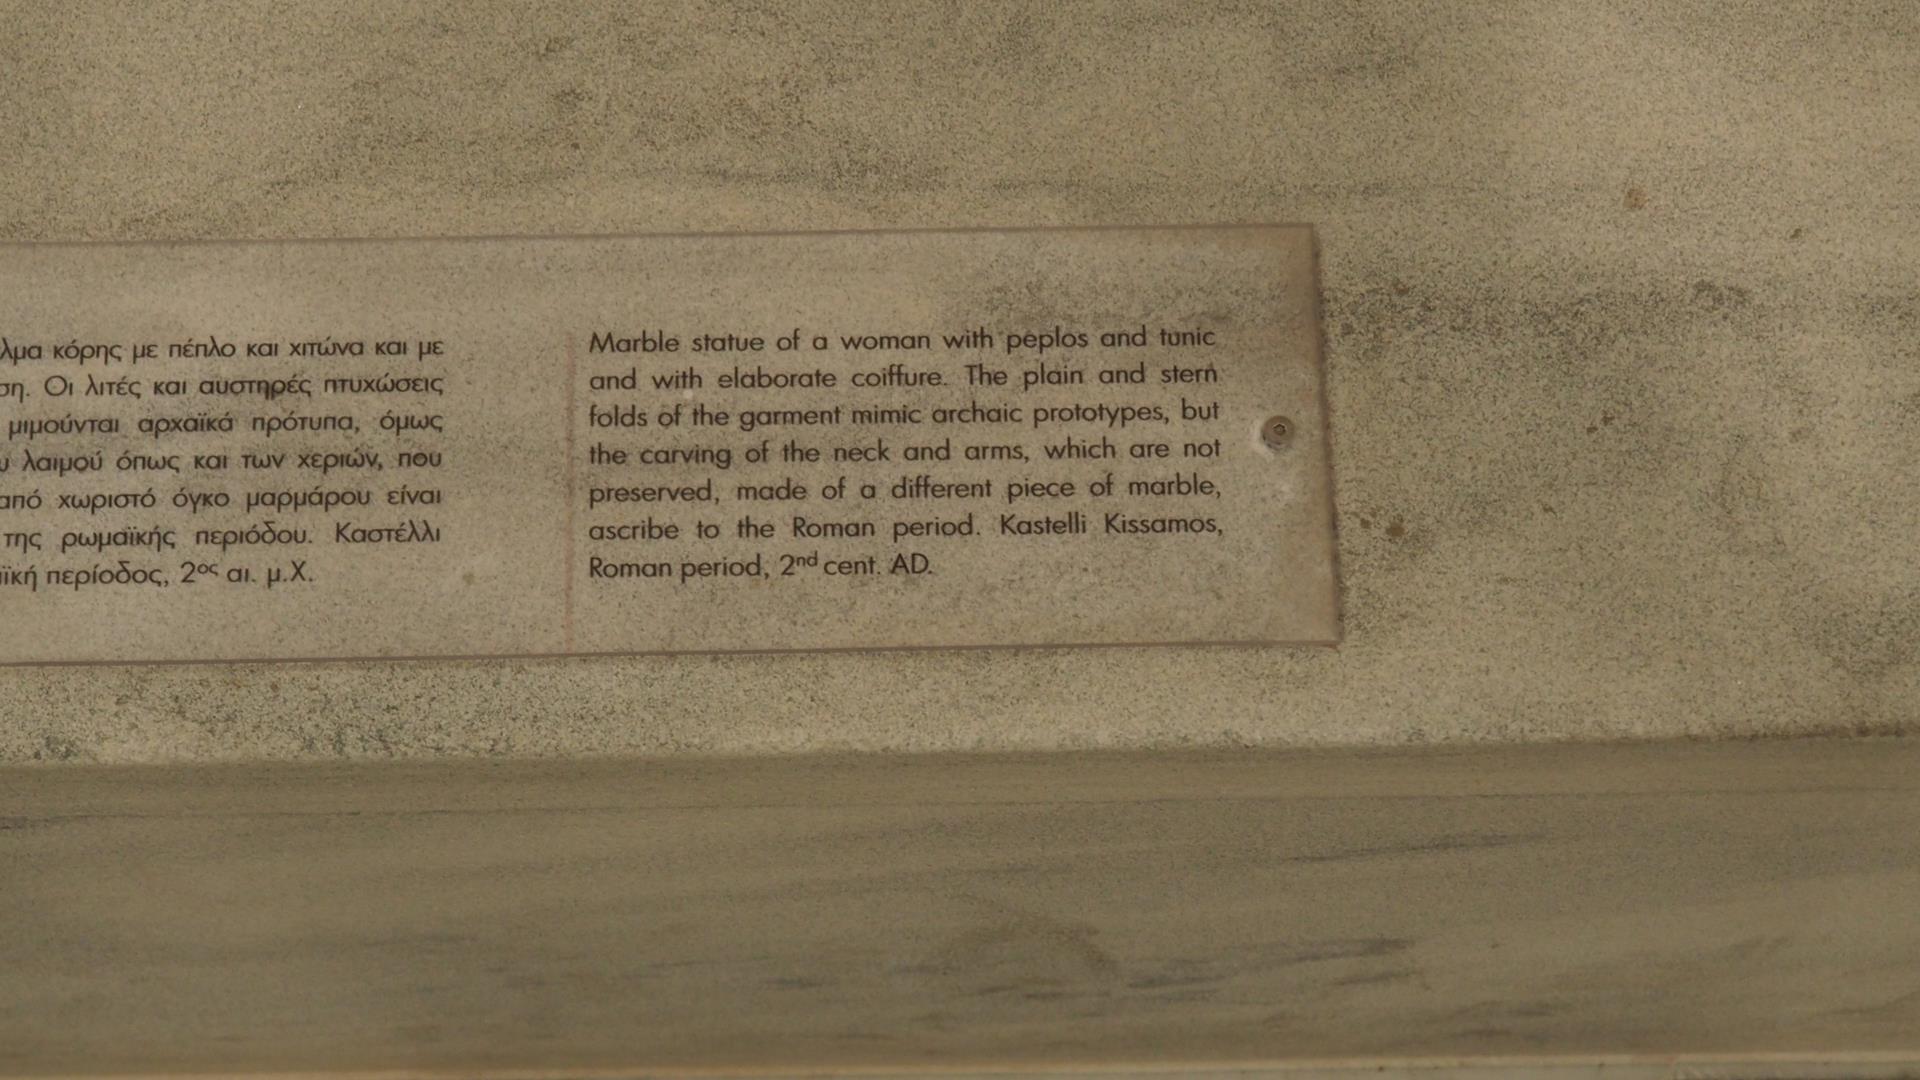 κόρης με πέπλο και χιτώνα και με
Οι λιτές και αυστηρές πτυχώσεις
μιμούνται αρχαϊκά πρότυπα, όμως
λαιμού όπως και των χεριών, που
από χωριστό όγκο μαρμάρου είναι
της ρωμαϊκής περιόδου. Καστέλλι
περίοδος, 2ος αι. μ.Χ.
Marble statue of a woman with peplos and tunic
and with elaborate coiffure. The plain and stern
folds of the garment mimic archaic prototypes, but
the carving of the neck and arms, which are not
preserved, made of a different piece of marble,
ascribe to the Roman period. Kastelli Kissamos,
Roman period, 2nd cent. AD.